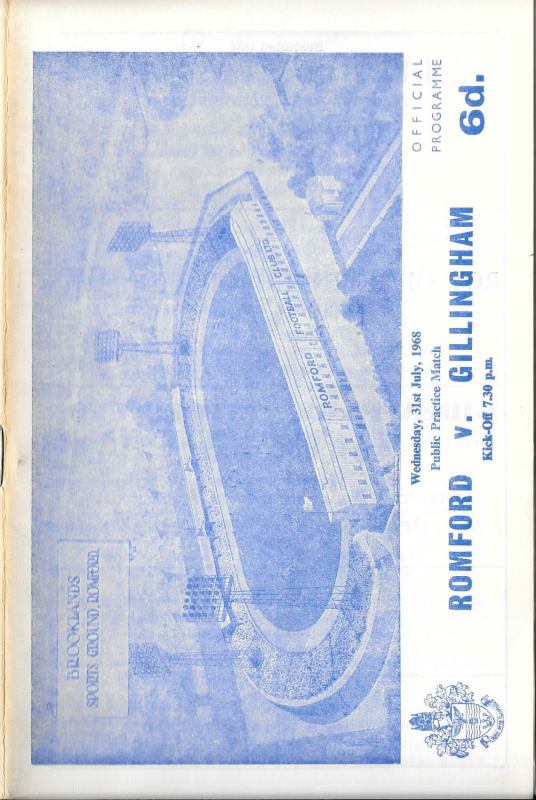 BROOKLANDS
SPORTS GROUND, ROMFORD.
ROMFORD FOOTBALL CLUB LTD.
OFFICIAL
PROGRAMME
6d.
Wednesday, 31st July, 1968
Public Practice Match
ROMFORD v. GILLINGHAM
Kick-Off 7.30 p.m.